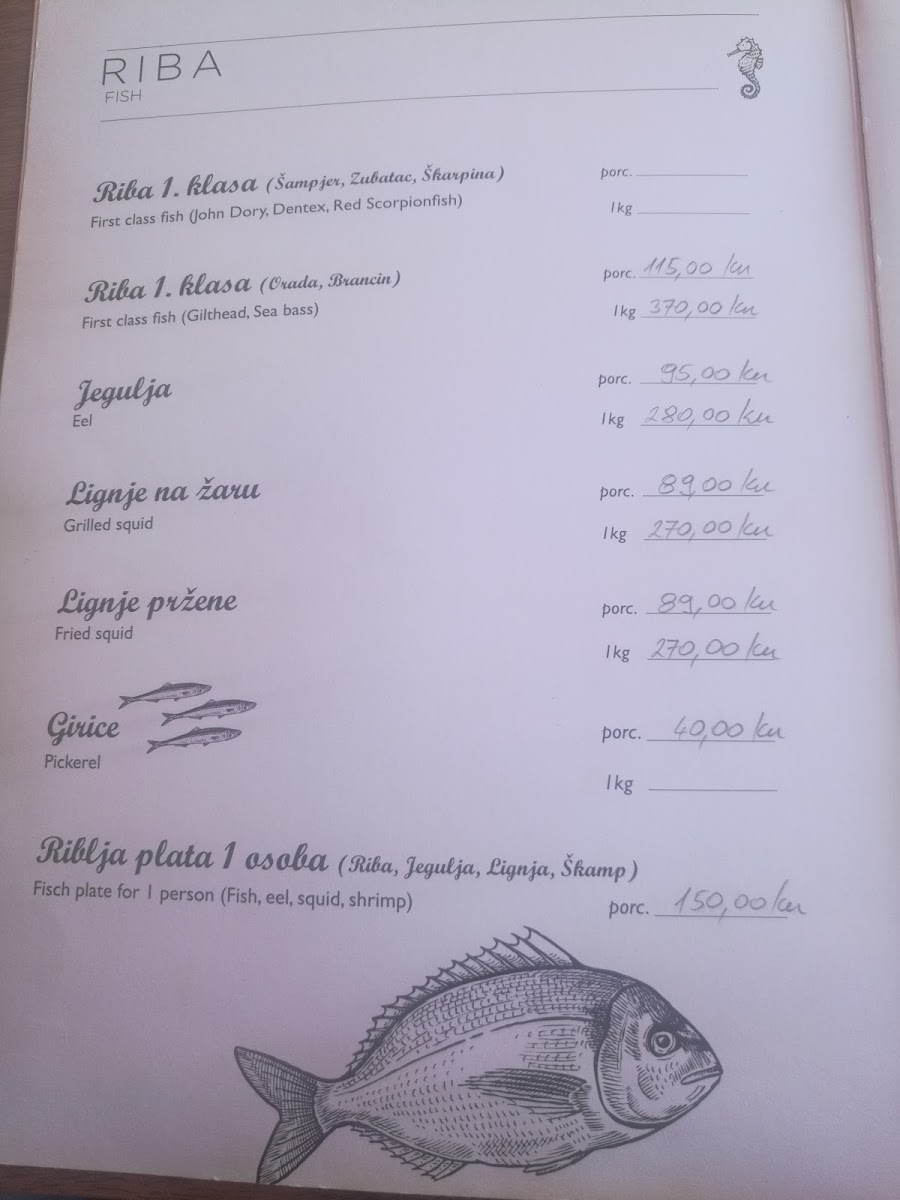 RIBA
FISH
Riba 1. klasa (Šampjer, Zubatac, Škarpina) porc.
First class fish (John Dory, Dentex, Red Scorpionfish) 1kg
Riba 1. klasa (Orada, Brancin) porc. 115,00 kn
First class fish (Gilthead, Sea bass) 1kg 370,00 kn
Jegulja porc. 95,00 kn
Eel 1kg 280,00 kn
Lignje na žaru porc. 89,00 kn
Grilled squid 1kg 270,00 kn
Lignje pržene porc. 89,00 kn
Fried squid 1kg 270,00 kn
Girice porc. 40,00 kn
Pickerel 1kg
Riblja plata 1 osoba (Riba, Jegulja, Lignja, Škamp)
Fisch plate for 1 person (Fish, eel, squid, shrimp) porc. 150,00 kn